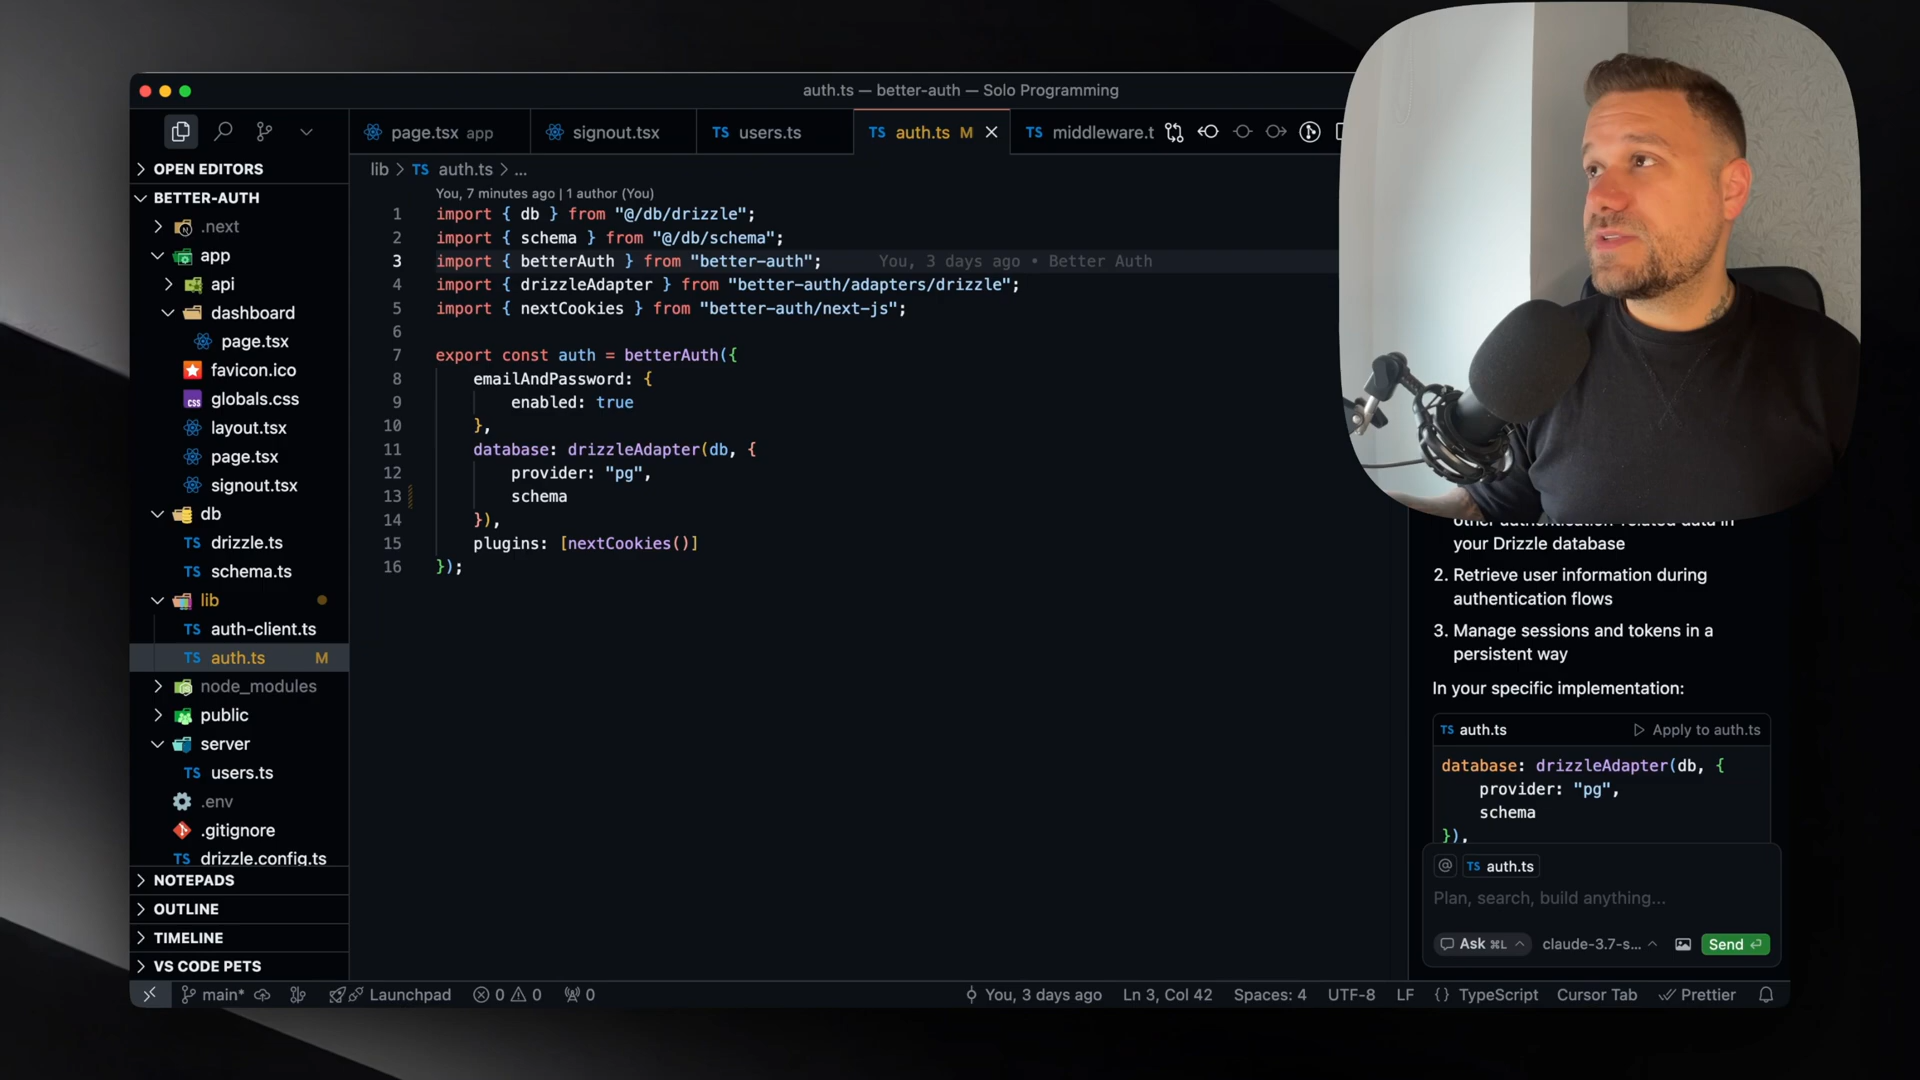 auth.ts — better-auth — Solo Programming
page.tsx app
signout.tsx
TS users.ts
TS auth.ts M
TS middleware.t
OPEN EDITORS
BETTER-AUTH
.next
app
api
dashboard
page.tsx
favicon.ico
css globals.css
layout.tsx
page.tsx
signout.tsx
db
TS drizzle.ts
TS schema.ts
lib
TS auth-client.ts
TS auth.ts M
node_modules
public
server
TS users.ts
.env
.gitignore
TS drizzle.config.ts
NOTEPADS
OUTLINE
TIMELINE
VS CODE PETS
lib > TS auth.ts > ...
You, 7 minutes ago | 1 author (You)
1 import { db } from "@/db/drizzle";
2 import { schema } from "@/db/schema";
3 import { betterAuth } from "better-auth"; You, 3 days ago • Better Auth
4 import { drizzleAdapter } from "better-auth/adapters/drizzle";
5 import { nextCookies } from "better-auth/next-js";
6
7 export const auth = betterAuth({
8 emailAndPassword: {
9 enabled: true
10 },
11 database: drizzleAdapter(db, {
12 provider: "pg",
13 schema
14 }),
15 plugins: [nextCookies()]
16 });
your Drizzle database
2. Retrieve user information during
authentication flows
3. Manage sessions and tokens in a
persistent way
In your specific implementation:
TS auth.ts Apply to auth.ts
database: drizzleAdapter(db, {
provider: "pg",
schema
}),
@ TS auth.ts
Plan, search, build anything...
Ask ⌘L claude-3.7-s... Send
main* Launchpad 0 0 0 You, 3 days ago Ln 3, Col 42 Spaces: 4 UTF-8 LF {} TypeScript Cursor Tab Prettier